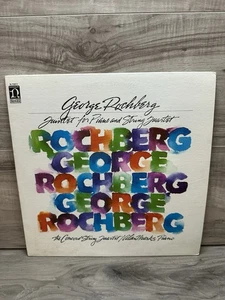 George Rochberg
Quintet for Piano and String Quartet
ROCHBERG
GEORGE
ROCHBERG
GEORGE
ROCHBERG
The Concord String Quartet, Alan Marks, Piano